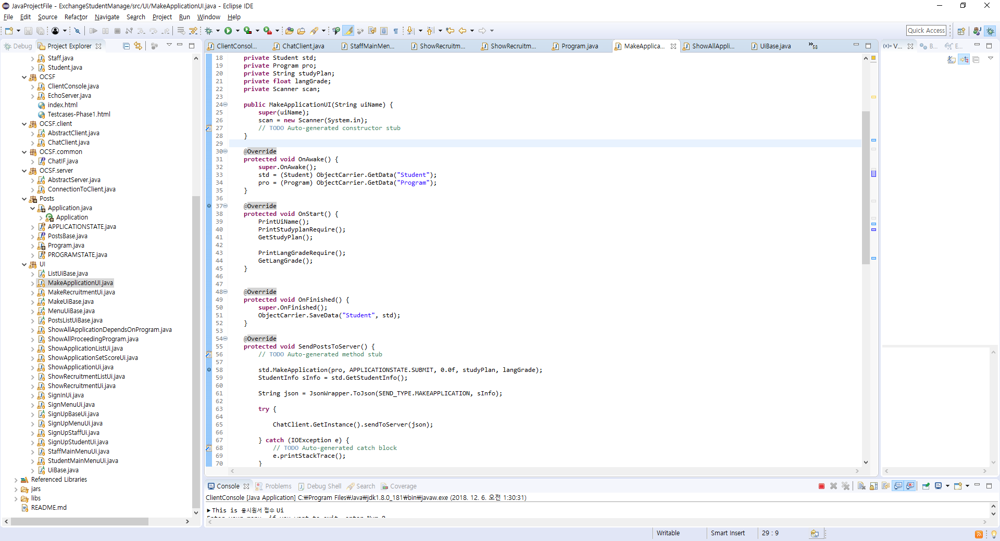 JavaProjectFile - ExchangeStudentManage/src/UI/MakeApplicationUI.java - Eclipse IDE
File Edit Source Refactor Navigate Search Project Run Window Help
Quick Access
Debug Project Explorer
Staff.java
Student.java
OCSF
ClientConsole.java
EchoServer.java
index.html
Testcases-Phase1.html
OCSF.client
AbstractClient.java
ChatClient.java
OCSF.common
ChatIF.java
OCSF.server
AbstractServer.java
ConnectionToClient.java
Posts
Application.java
Application
APPLICATIONSTATE.java
PostsBase.java
Program.java
PROGRAMSTATE.java
UI
ListUiBase.java
MakeApplicationUI.java
MakeRecruitmentUi.java
MakeUiBase.java
MenuUiBase.java
PostsListUiBase.java
ShowAllApplicationDependsOnProgram.java
ShowAllProceedingProgram.java
ShowApplicationListUi.java
ShowApplicationSetScoreUi.java
ShowApplicationUi.java
ShowRecruitmentListUi.java
ShowRecruitmentUi.java
SignInUi.java
SignMenuUi.java
SignUpBaseUi.java
SignUpMenuUi.java
SignUpStaffUi.java
SignUpStudentUi.java
StaffMainMenuUi.java
StudentMainMenuUi.java
UiBase.java
Referenced Libraries
jars
libs
README.md
ClientConsol... ChatClient.java StaffMainMen... ShowRecruitm... ShowRecruitm... Program.java MakeApplica... ShowAllAppli... UiBase.java »58
18 private Student std;
19 private Program pro;
20 private String studyPlan;
21 private float langGrade;
22 private Scanner scan;
23
24 public MakeApplicationUI(String uiName) {
25 super(uiName);
26 scan = new Scanner(System.in);
27 // TODO Auto-generated constructor stub
28 }
29
30 @Override
31 protected void OnAwake() {
32 super.OnAwake();
33 std = (Student) ObjectCarrier.GetData("Student");
34 pro = (Program) ObjectCarrier.GetData("Program");
35 }
36
37 @Override
38 protected void OnStart() {
39 PrintUiName();
40 PrintStudyplanRequire();
41 GetStudyPlan();
42
43 PrintLangGradeRequire();
44 GetLangGrade();
45 }
46
47
48 @Override
49 protected void OnFinished() {
50 super.OnFinished();
51 ObjectCarrier.SaveData("Student", std);
52 }
53
54 @Override
55 protected void SendPostsToServer() {
56 // TODO Auto-generated method stub
57
58 std.MakeApplication(pro, APPLICATIONSTATE.SUBMIT, 0.0f, studyPlan, langGrade);
59 StudentInfo sInfo = std.GetStudentInfo();
60
61 String json = JsonWrapper.ToJson(SEND_TYPE.MAKEAPPLICATION, sInfo);
62
63 try {
64
65 ChatClient.GetInstance().sendToServer(json);
66
67 } catch (IOException e) {
68 // TODO Auto-generated catch block
69 e.printStackTrace();
70 }
(x)= V... B... E...
Console Problems Debug Shell Search Coverage
ClientConsole [Java Application] C:₩Program Files₩Java₩jdk1.8.0_181₩bin₩javaw.exe (2018. 12. 6. 오전 1:30:31)
▶This is 응시원서 접수 Ui
Enter your menu, if you want to exit, enter Num 0
Writable Smart Insert 29 : 9